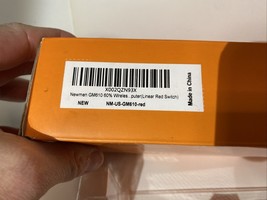 X002QZN93X
Newmen GM610 60% Wireles...puter(Linear Red Switch)
NEW NM-US-GM610-red
Made in China